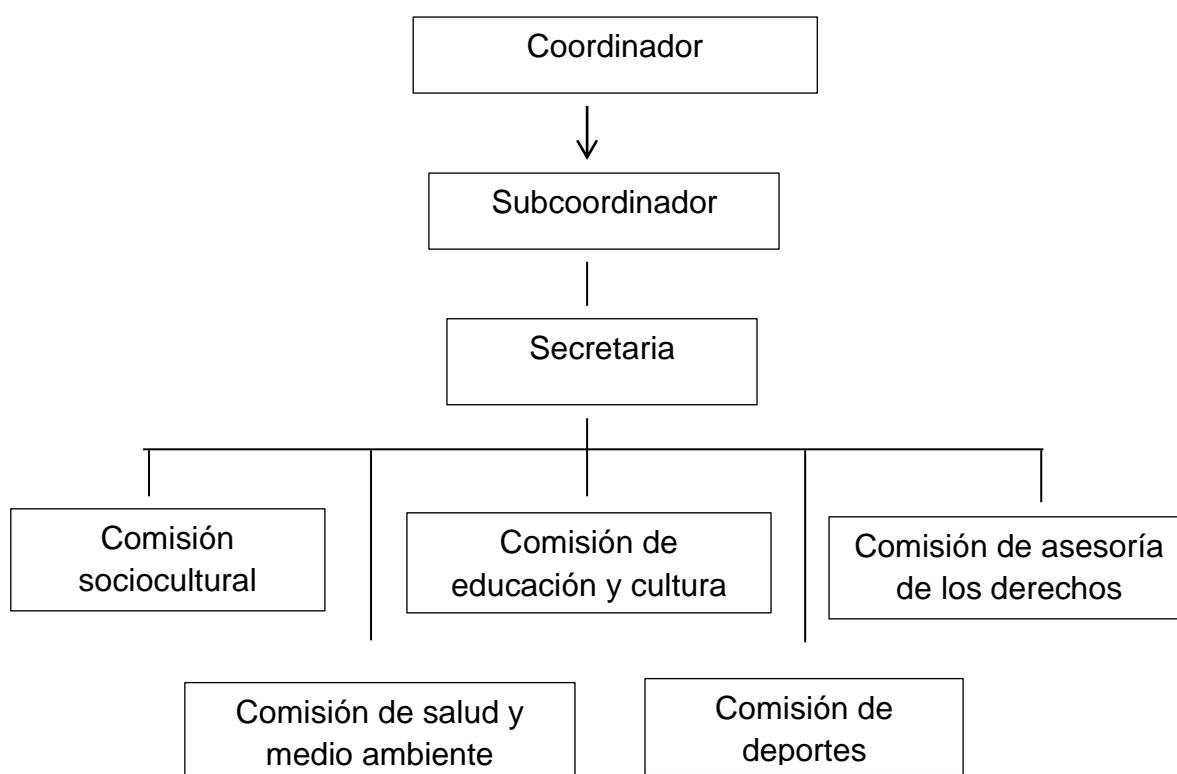 Coordinador
Subcoordinador
Secretaria
Comisión
sociocultural
Comisión de
educación y cultura
Comisión de asesoría
de los derechos
Comisión de salud y
medio ambiente
Comisión de
deportes